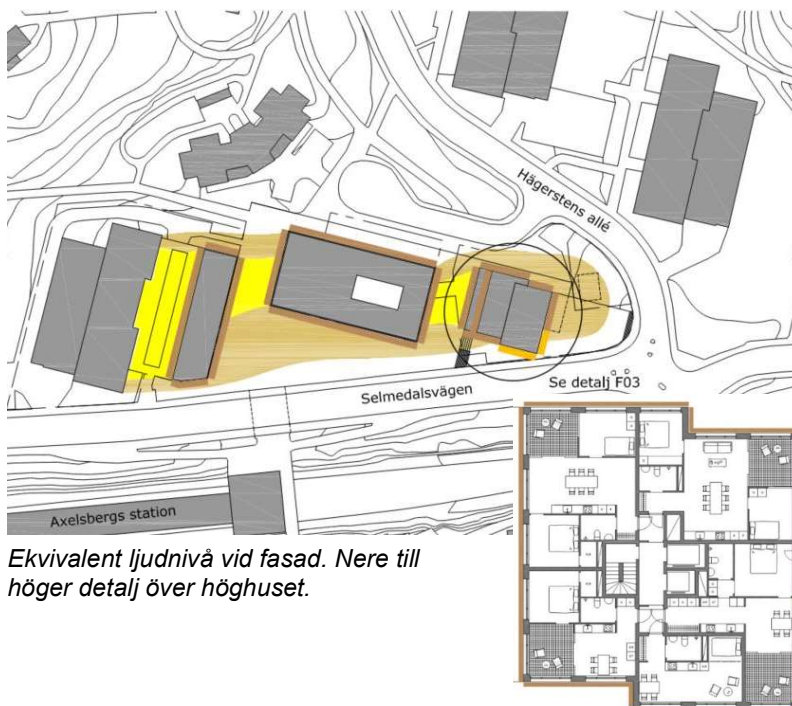 Hägerstens allé
Se detalj F03
Selmedalsvägen
Axelsbergs station
Ekvivalent ljudnivå vid fasad. Nere till
höger detalj över höghuset.